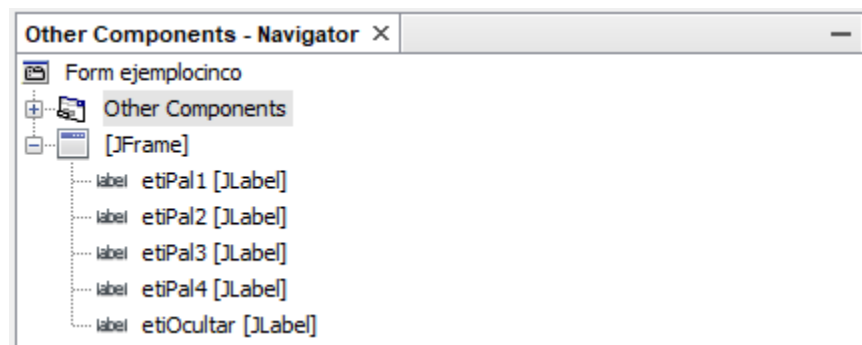 Other Components - Navigator
Form ejemplocinco
Other Components
[JFrame]
label etiPal1 [JLabel]
label etiPal2 [JLabel]
label etiPal3 [JLabel]
label etiPal4 [JLabel]
label etiOcultar [JLabel]